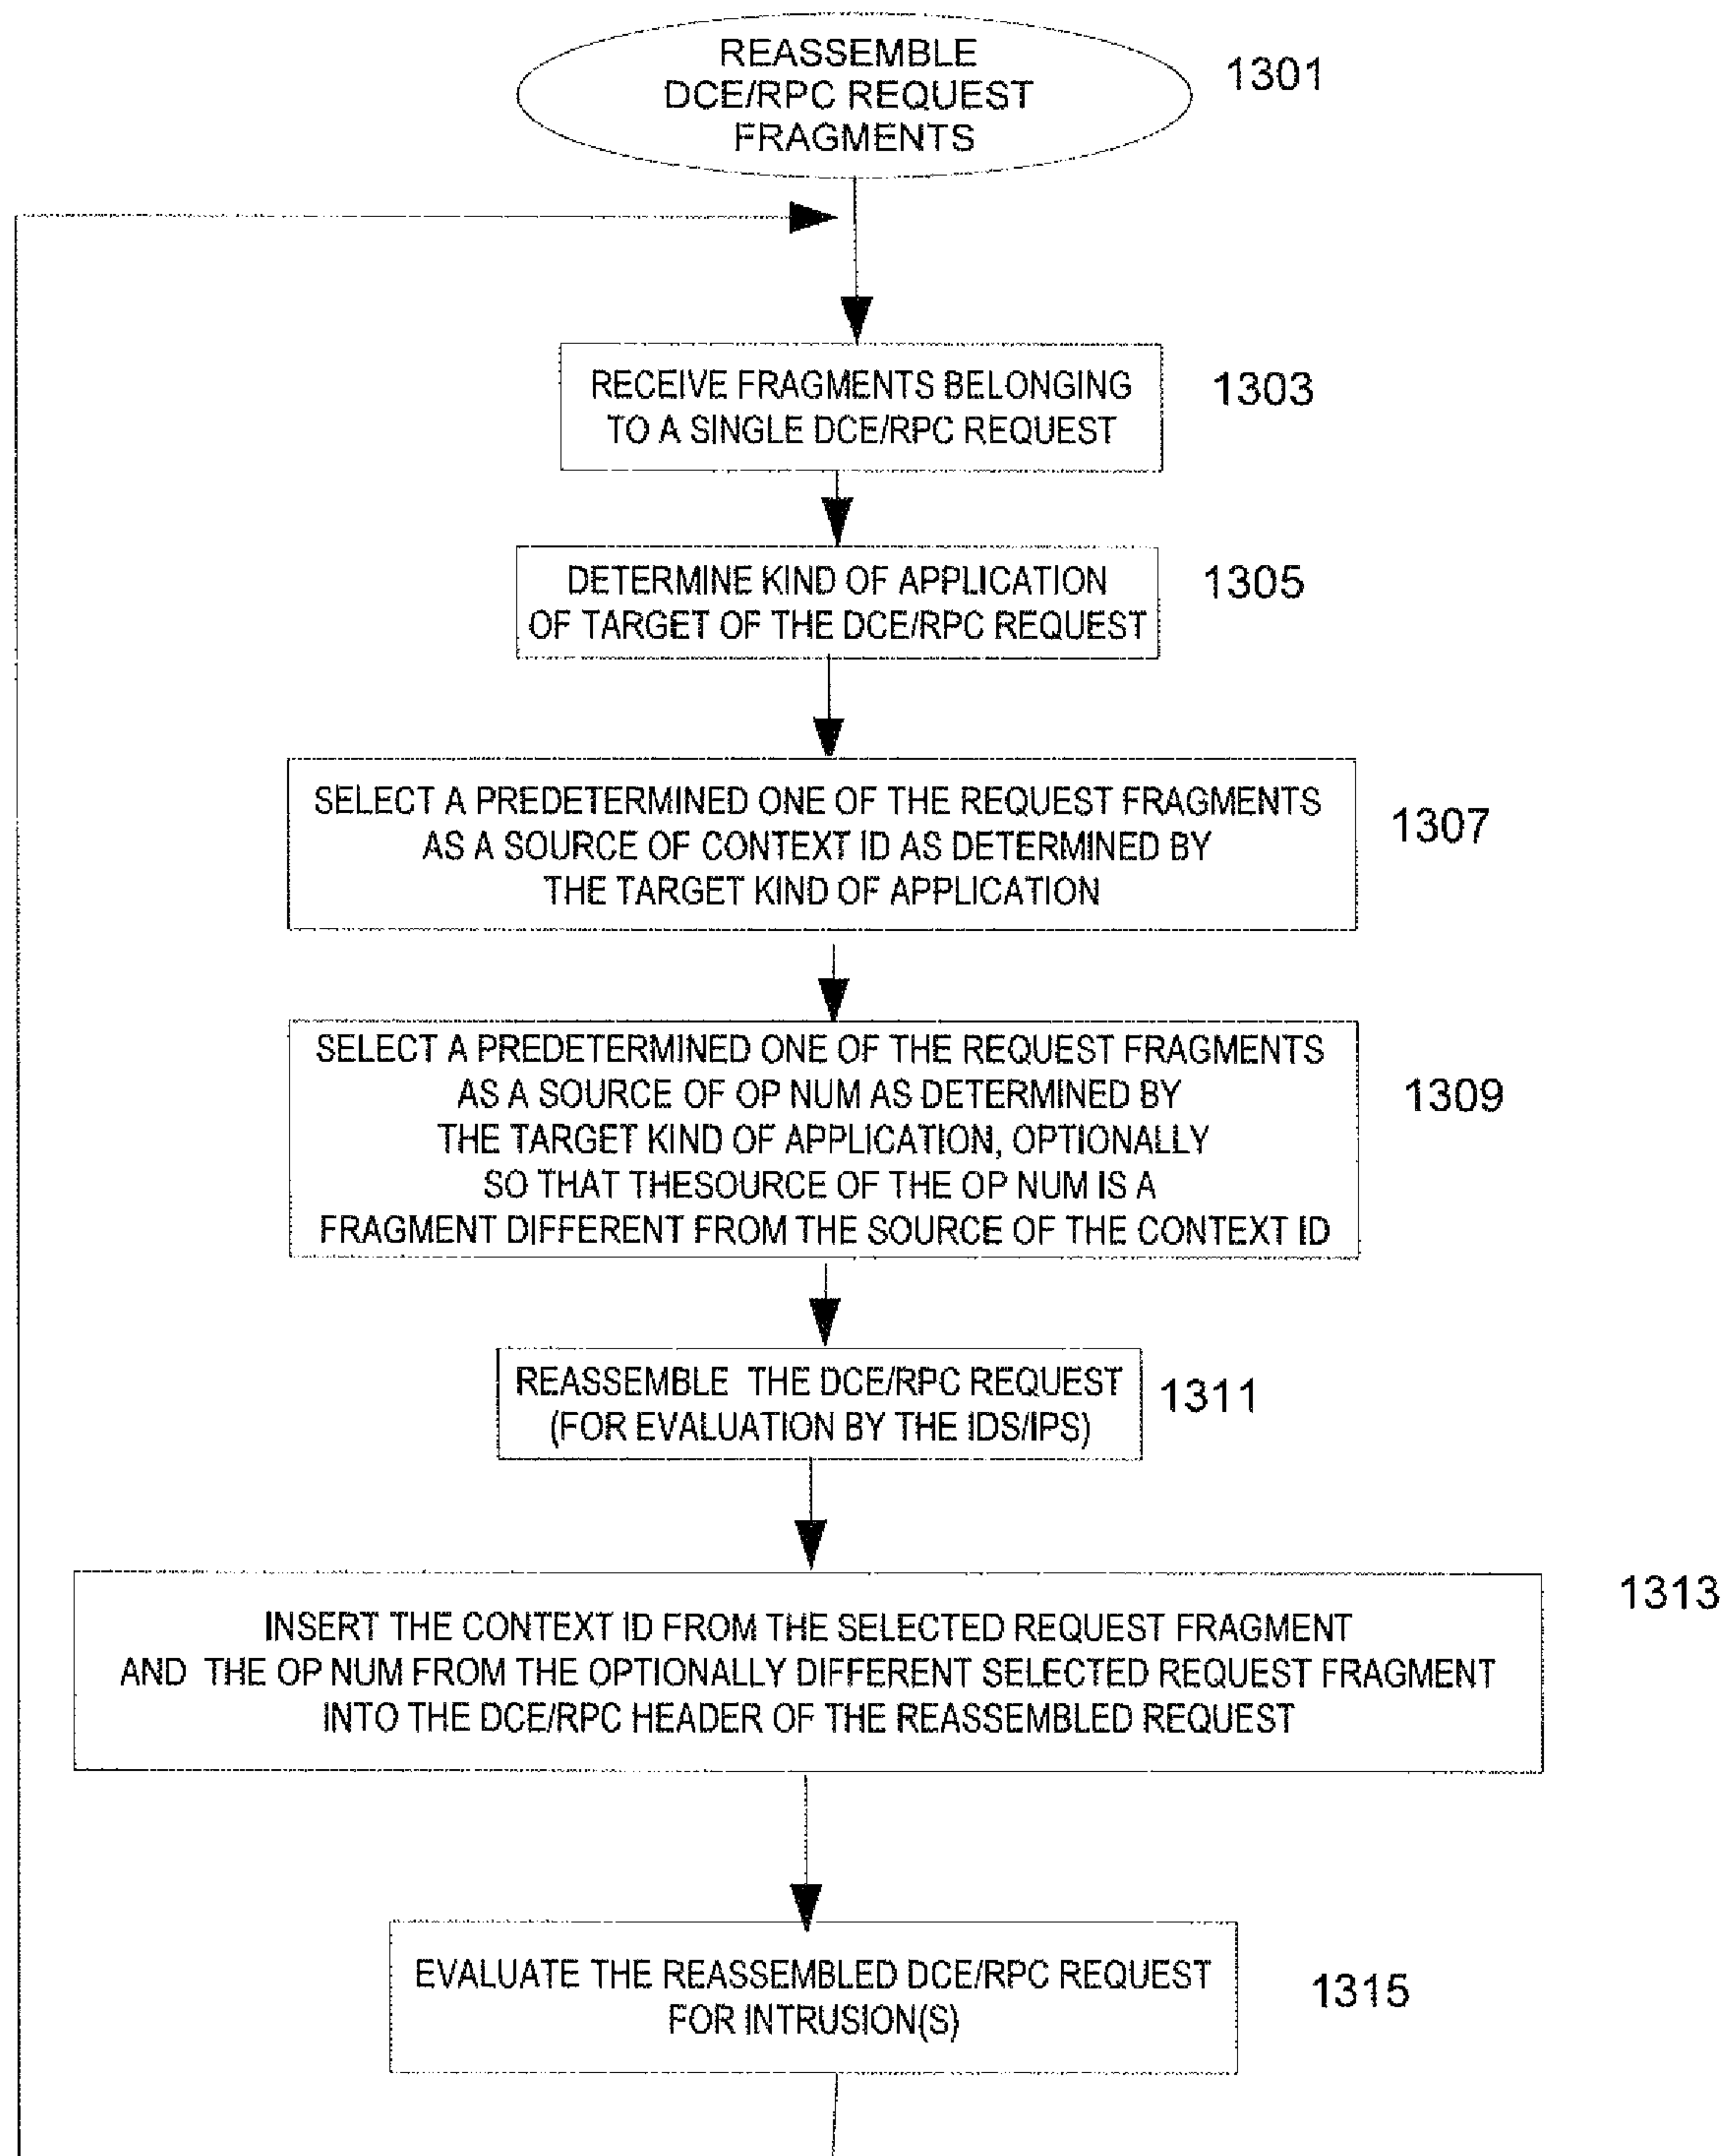 REASSEMBLE
DCE/RPC REQUEST
FRAGMENTS
1301
RECEIVE FRAGMENTS BELONGING
TO A SINGLE DCE/RPC REQUEST
1303
DETERMINE KIND OF APPLICATION
OF TARGET OF THE DCE/RPC REQUEST
1305
SELECT A PREDETERMINED ONE OF THE REQUEST FRAGMENTS
AS A SOURCE OF CONTEXT ID AS DETERMINED BY
THE TARGET KIND OF APPLICATION
1307
SELECT A PREDETERMINED ONE OF THE REQUEST FRAGMENTS
AS A SOURCE OF OP NUM AS DETERMINED BY
THE TARGET KIND OF APPLICATION, OPTIONALLY
SO THAT THESOURCE OF THE OP NUM IS A
FRAGMENT DIFFERENT FROM THE SOURCE OF THE CONTEXT ID
1309
REASSEMBLE THE DCE/RPC REQUEST
(FOR EVALUATION BY THE IDS/IPS)
1311
INSERT THE CONTEXT ID FROM THE SELECTED REQUEST FRAGMENT
AND THE OP NUM FROM THE OPTIONALLY DIFFERENT SELECTED REQUEST FRAGMENT
INTO THE DCE/RPC HEADER OF THE REASSEMBLED REQUEST
1313
EVALUATE THE REASSEMBLED DCE/RPC REQUEST
FOR INTRUSION(S)
1315